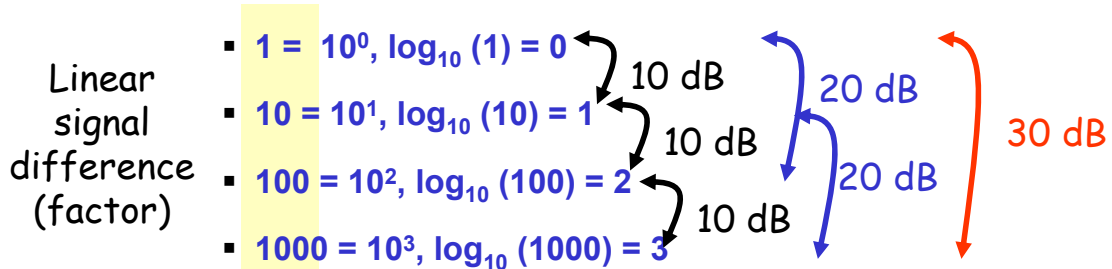 Linear
signal
difference
(factor)
▪ 1 = 10⁰, log₁₀ (1) = 0
▪ 10 = 10¹, log₁₀ (10) = 1
▪ 100 = 10², log₁₀ (100) = 2
▪ 1000 = 10³, log₁₀ (1000) = 3
10 dB
10 dB
10 dB
20 dB
20 dB
30 dB